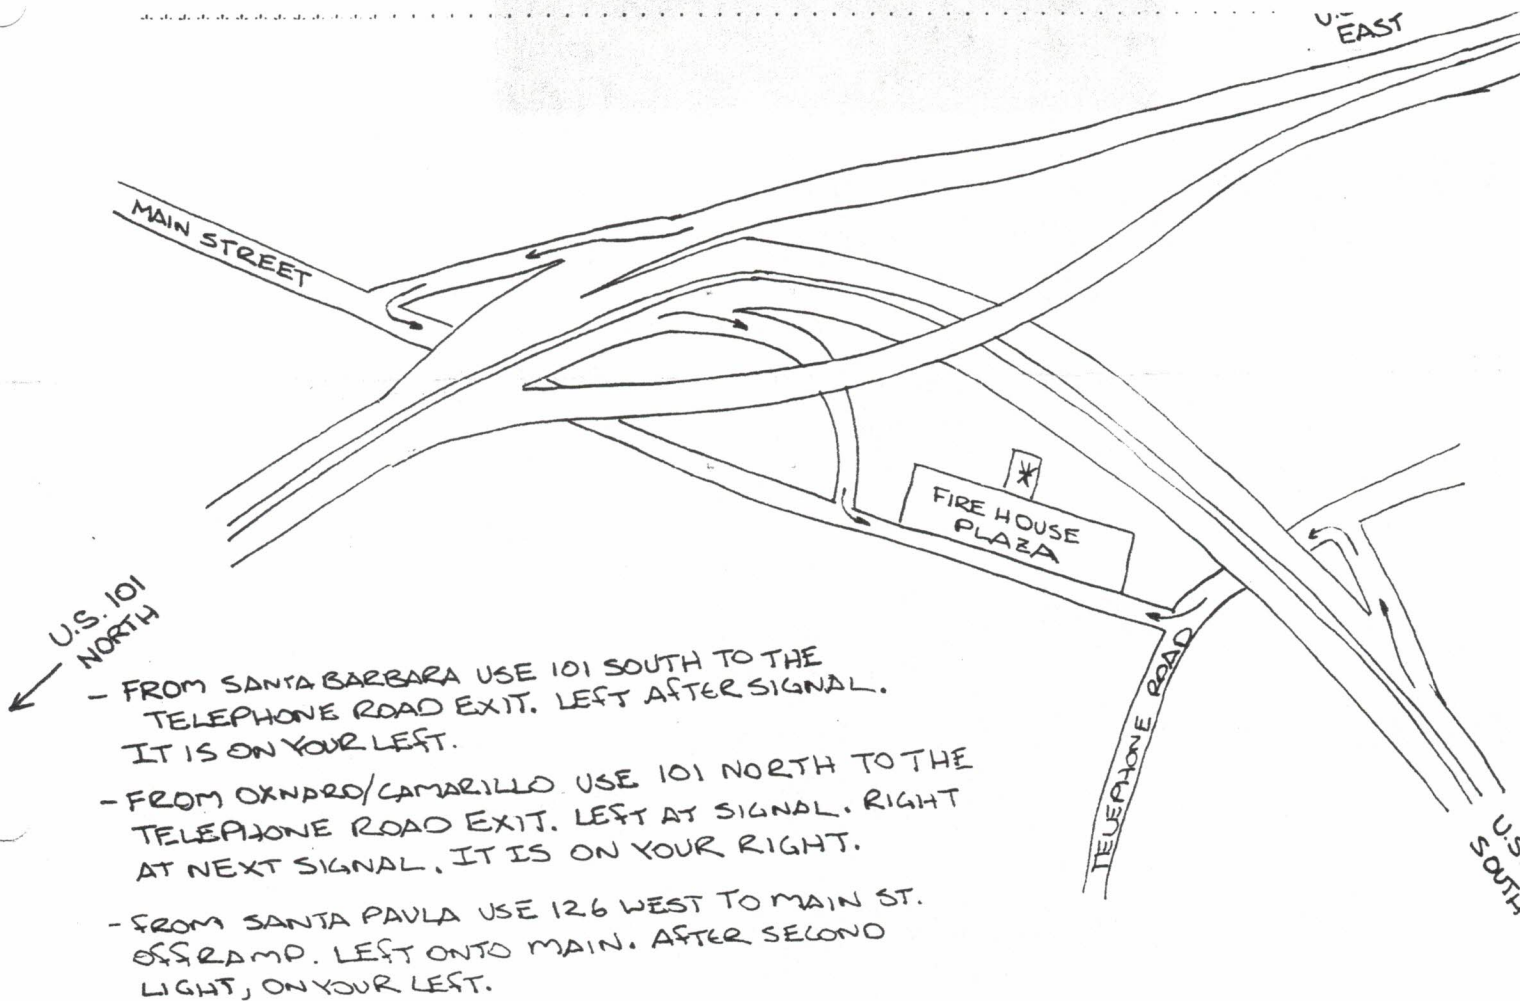 EAST
MAIN STREET
*
FIRE HOUSE
PLAZA
U.S. 101
NORTH
TELEPHONE ROAD
SOUTH
- FROM SANTA BARBARA USE 101 SOUTH TO THE
TELEPHONE ROAD EXIT. LEFT AFTER SIGNAL.
IT IS ON YOUR LEFT.
- FROM OXNARD/CAMARILLO USE 101 NORTH TO THE
TELEPHONE ROAD EXIT. LEFT AT SIGNAL. RIGHT
AT NEXT SIGNAL. IT IS ON YOUR RIGHT.
- FROM SANTA PAULA USE 126 WEST TO MAIN ST.
OFFRAMP. LEFT ONTO MAIN. AFTER SECOND
LIGHT, ON YOUR LEFT.